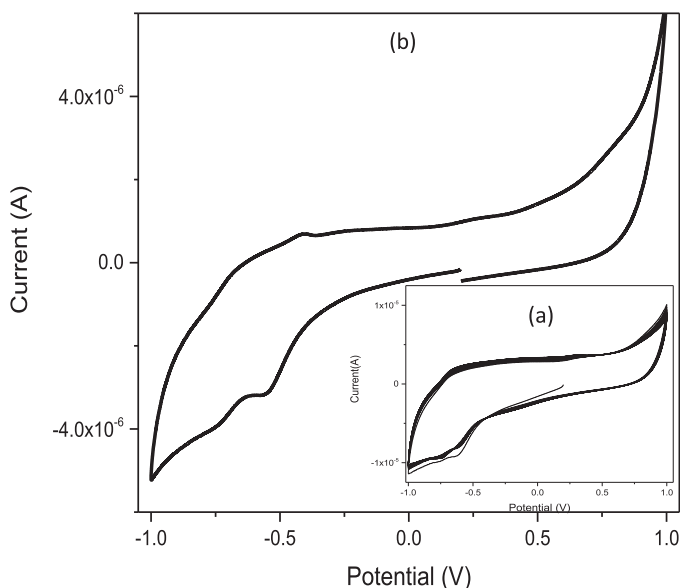 (b)
4.0x10⁻⁶
0.0
-4.0x10⁻⁶
Current (A)
-1.0 -0.5 0.0 0.5 1.0
Potential (V)
(a)
1x10⁻⁵
0
-1x10⁻⁵
Current(A)
-1.0 -0.5 0.0 0.5 1.0
Potential (V)